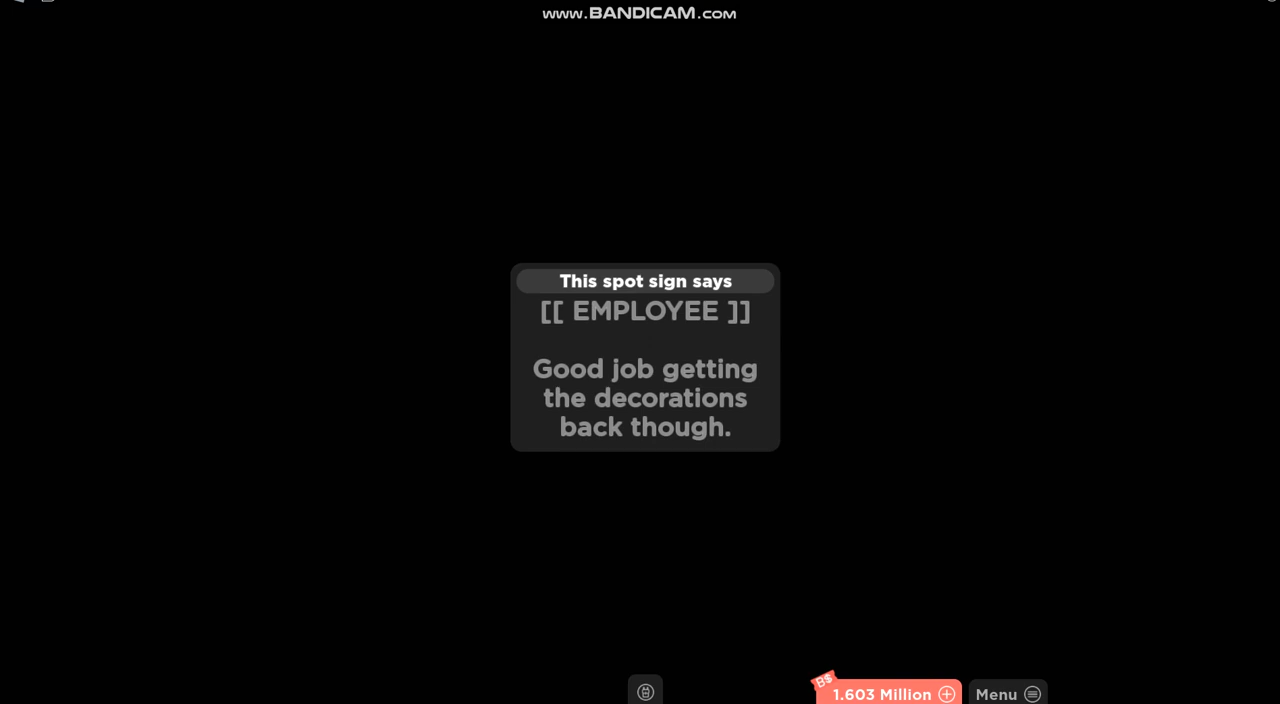 www.BANDICAM.com
This spot sign says
[[ EMPLOYEE ]]
Good job getting
the decorations
back though.
B$
1.603 Million
Menu